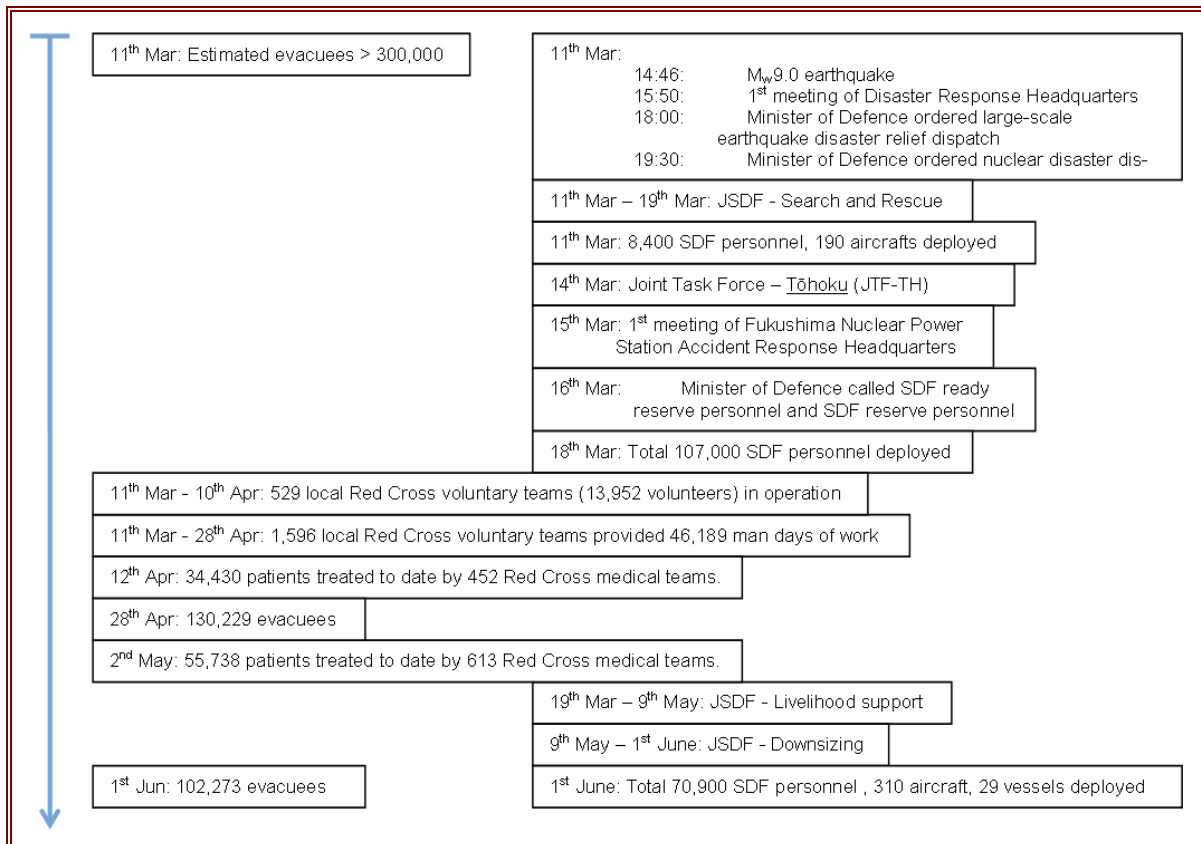 11th Mar: Estimated evacuees > 300,000
11th Mar:
14:46: Mw9.0 earthquake
15:50: 1st meeting of Disaster Response Headquarters
18:00: Minister of Defence ordered large-scale
earthquake disaster relief dispatch
19:30: Minister of Defence ordered nuclear disaster dis-
11th Mar – 19th Mar: JSDF - Search and Rescue
11th Mar: 8,400 SDF personnel, 190 aircrafts deployed
14th Mar: Joint Task Force – Tōhoku (JTF-TH)
15th Mar: 1st meeting of Fukushima Nuclear Power
Station Accident Response Headquarters
16th Mar: Minister of Defence called SDF ready
reserve personnel and SDF reserve personnel
18th Mar: Total 107,000 SDF personnel deployed
11th Mar - 10th Apr: 529 local Red Cross voluntary teams (13,952 volunteers) in operation
11th Mar - 28th Apr: 1,596 local Red Cross voluntary teams provided 46,189 man days of work
12th Apr: 34,430 patients treated to date by 452 Red Cross medical teams.
28th Apr: 130,229 evacuees
2nd May: 55,738 patients treated to date by 613 Red Cross medical teams.
19th Mar – 9th May: JSDF - Livelihood support
9th May – 1st June: JSDF - Downsizing
1st Jun: 102,273 evacuees
1st June: Total 70,900 SDF personnel , 310 aircraft, 29 vessels deployed